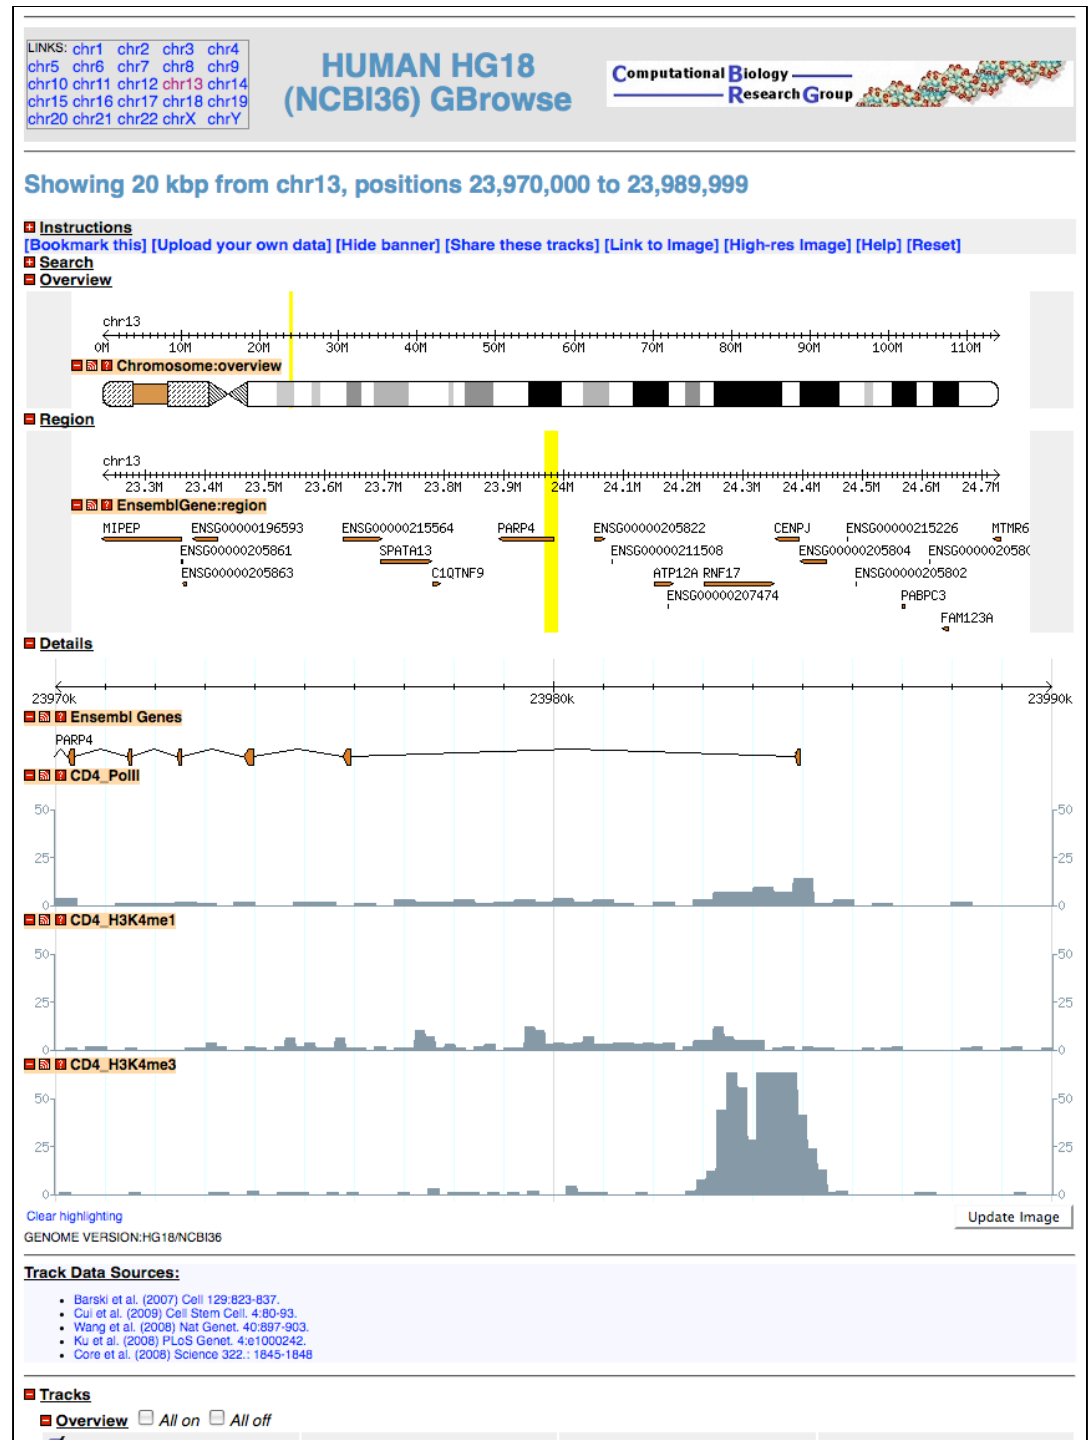 LINKS: chr1 chr2 chr3 chr4
chr5 chr6 chr7 chr8 chr9
chr10 chr11 chr12 chr13 chr14
chr15 chr16 chr17 chr18 chr19
chr20 chr21 chr22 chrX chrY
HUMAN HG18
(NCBI36) GBrowse
Computational Biology
Research Group
Showing 20 kbp from chr13, positions 23,970,000 to 23,989,999
Instructions
[Bookmark this] [Upload your own data] [Hide banner] [Share these tracks] [Link to Image] [High-res Image] [Help] [Reset]
Search
Overview
chr13
0M 10M 20M 30M 40M 50M 60M 70M 80M 90M 100M 110M
Chromosome:overview
Region
chr13
23.3M 23.4M 23.5M 23.6M 23.7M 23.8M 23.9M 24M 24.1M 24.2M 24.3M 24.4M 24.5M 24.6M 24.7M
EnsemblGene:region
MIPEP ENSG00000196593 ENSG00000215564 PARP4 ENSG00000205822 CENPJ ENSG00000215226 MTMR6
ENSG00000205861 SPATA13 ENSG00000211508 ENSG00000205804 ENSG0000020580
ENSG00000205863 C1QTNF9 ATP12A RNF17 ENSG00000205802
ENSG00000207474 PABPC3
FAM123A
Details
23970k 23980k 23990k
Ensembl Genes
PARP4
CD4_PolII
50 50
25 25
0 0
CD4_H3K4me1
50 50
25 25
0 0
CD4_H3K4me3
50 50
25 25
0 0
Clear highlighting
Update Image
GENOME VERSION:HG18/NCBI36
Track Data Sources:
Barski et al. (2007) Cell 129:823-837.
Cui et al. (2009) Cell Stem Cell. 4:80-93.
Wang et al. (2008) Nat Genet. 40:897-903.
Ku et al. (2008) PLoS Genet. 4:e1000242.
Core et al. (2008) Science 322.: 1845-1848
Tracks
Overview All on All off